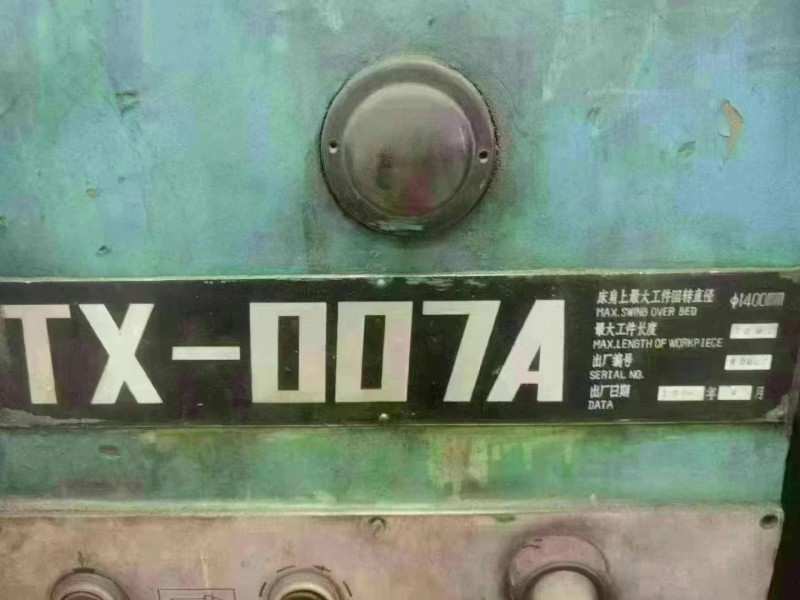 TX-007A
床身上最大工件回转直径 φ1400mm
MAX.SWING OVER BED
最大工件长度
MAX.LENGTH OF WORKPIECE
出厂编号
SERIAL NO.
出厂日期 年 月
DATA